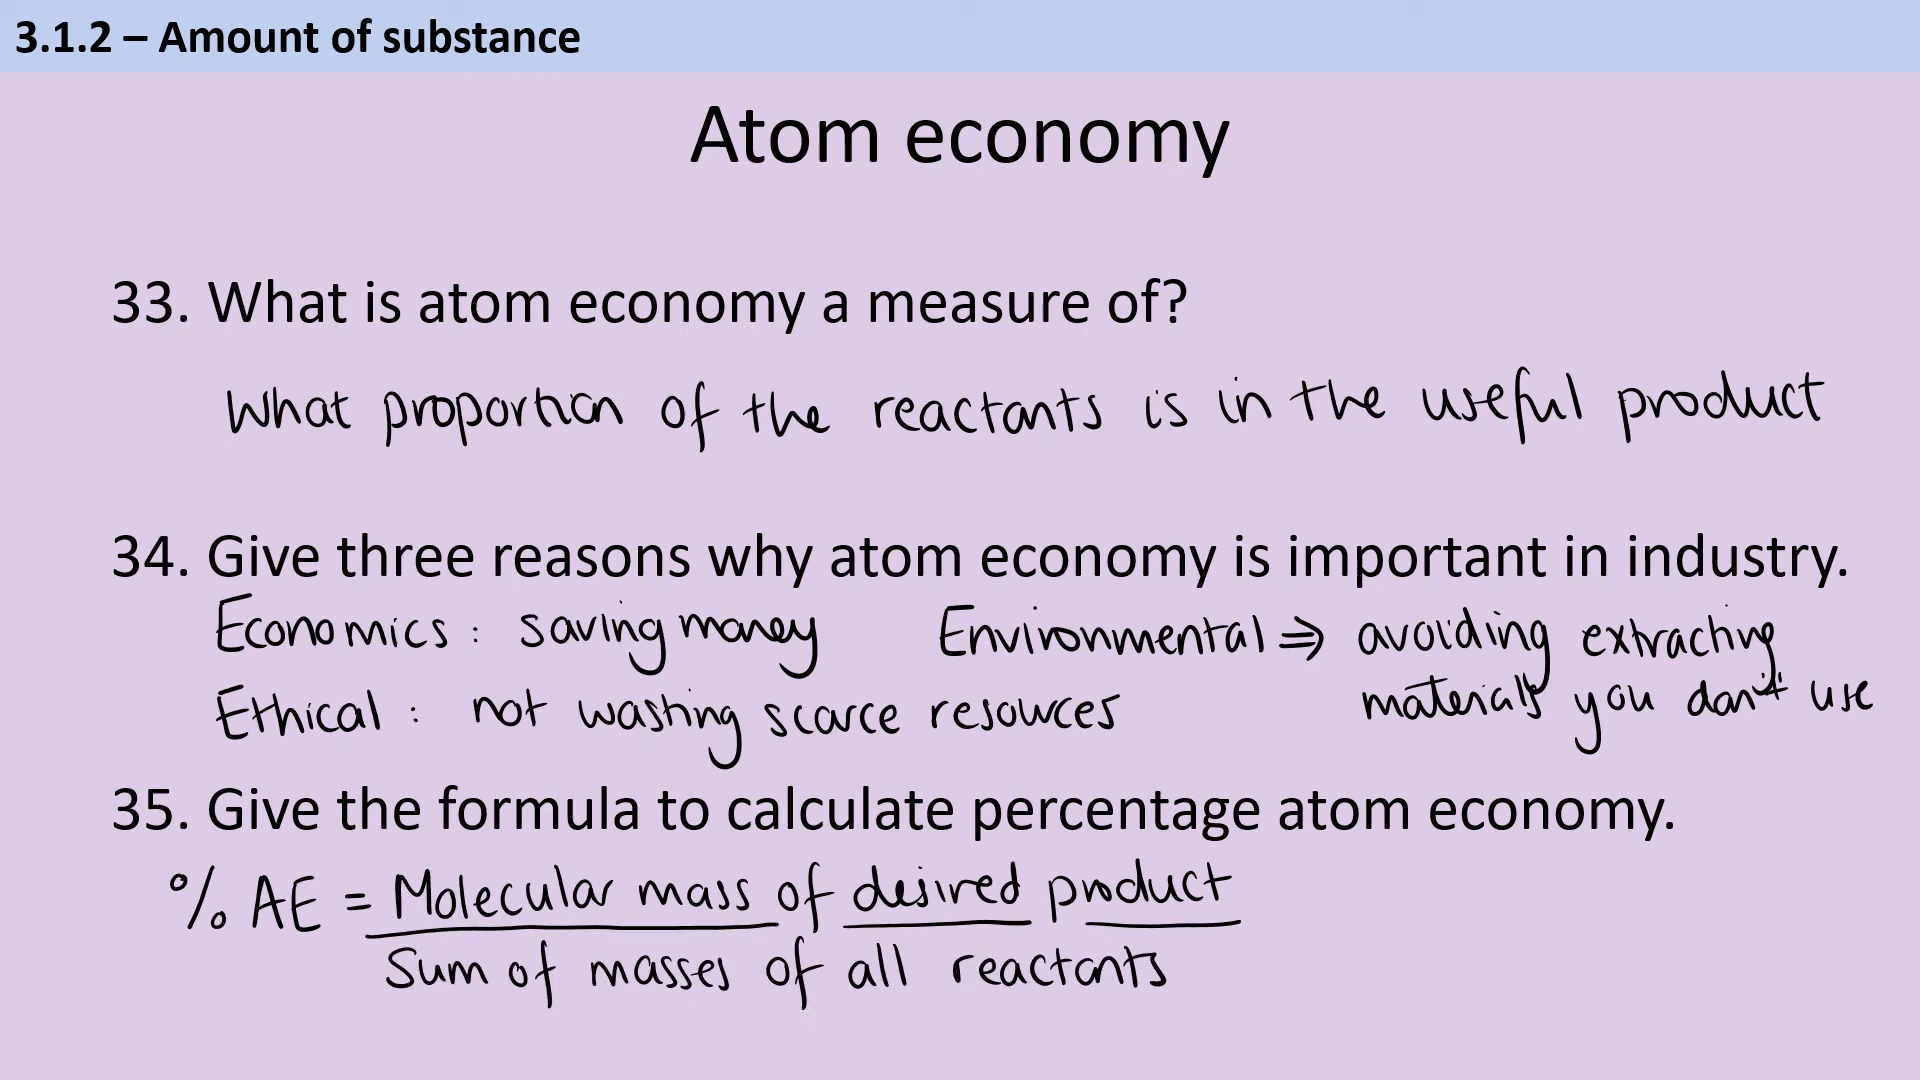 3.1.2 – Amount of substance
Atom economy
33. What is atom economy a measure of?
What proportion of the reactants is in the useful product
34. Give three reasons why atom economy is important in industry.
Economics: saving money
Ethical: not wasting scarce resources
Environmental ⇒ avoiding extracting
materials you don't use
35. Give the formula to calculate percentage atom economy.
% AE = Molecular mass of desired product
Sum of masses of all reactants